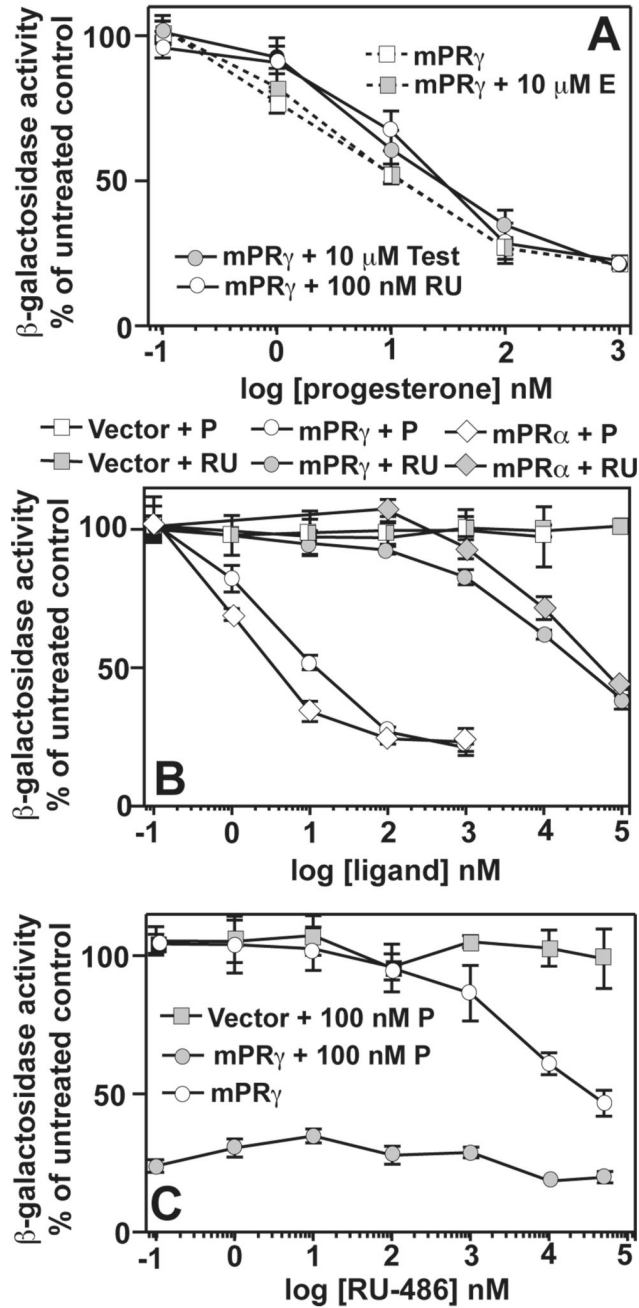 A
β-galactosidase activity
% of untreated control
100
50
0
mPRγ
mPRγ + 10 μM E
mPRγ + 10 μM Test
mPRγ + 100 nM RU
-1 0 1 2 3
log [progesterone] nM
Vector + P mPRγ + P mPRα + P
Vector + RU mPRγ + RU mPRα + RU
β-galactosidase activity
% of untreated control
100
50
0
B
-1 0 1 2 3 4 5
log [ligand] nM
β-galactosidase activity
% of untreated control
100
50
0
Vector + 100 nM P
mPRγ + 100 nM P
mPRγ
C
-1 0 1 2 3 4 5
log [RU-486] nM